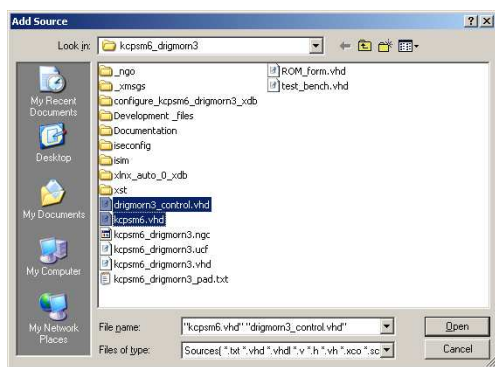 Add Source
Look in: kcpsm6_drigmorn3
My Recent Documents
Desktop
My Documents
My Computer
My Network Places
_ngo
_xmsgs
configure_kcpsm6_drigmorn3_xdb
Development _files
Documentation
iseconfig
isim
xlnx_auto_0_xdb
xst
drigmorn3_control.vhd
kcpsm6.vhd
kcpsm6_drigmorn3.ngc
kcpsm6_drigmorn3.ucf
kcpsm6_drigmorn3.vhd
kcpsm6_drigmorn3_pad.txt
ROM_form.vhd
test_bench.vhd
File name: "kcpsm6.vhd" "drigmorn3_control.vhd"
Open
Files of type: Sources( *.txt *.vhd *.vhdl *.v *.h *.vh *.xco *.sc
Cancel